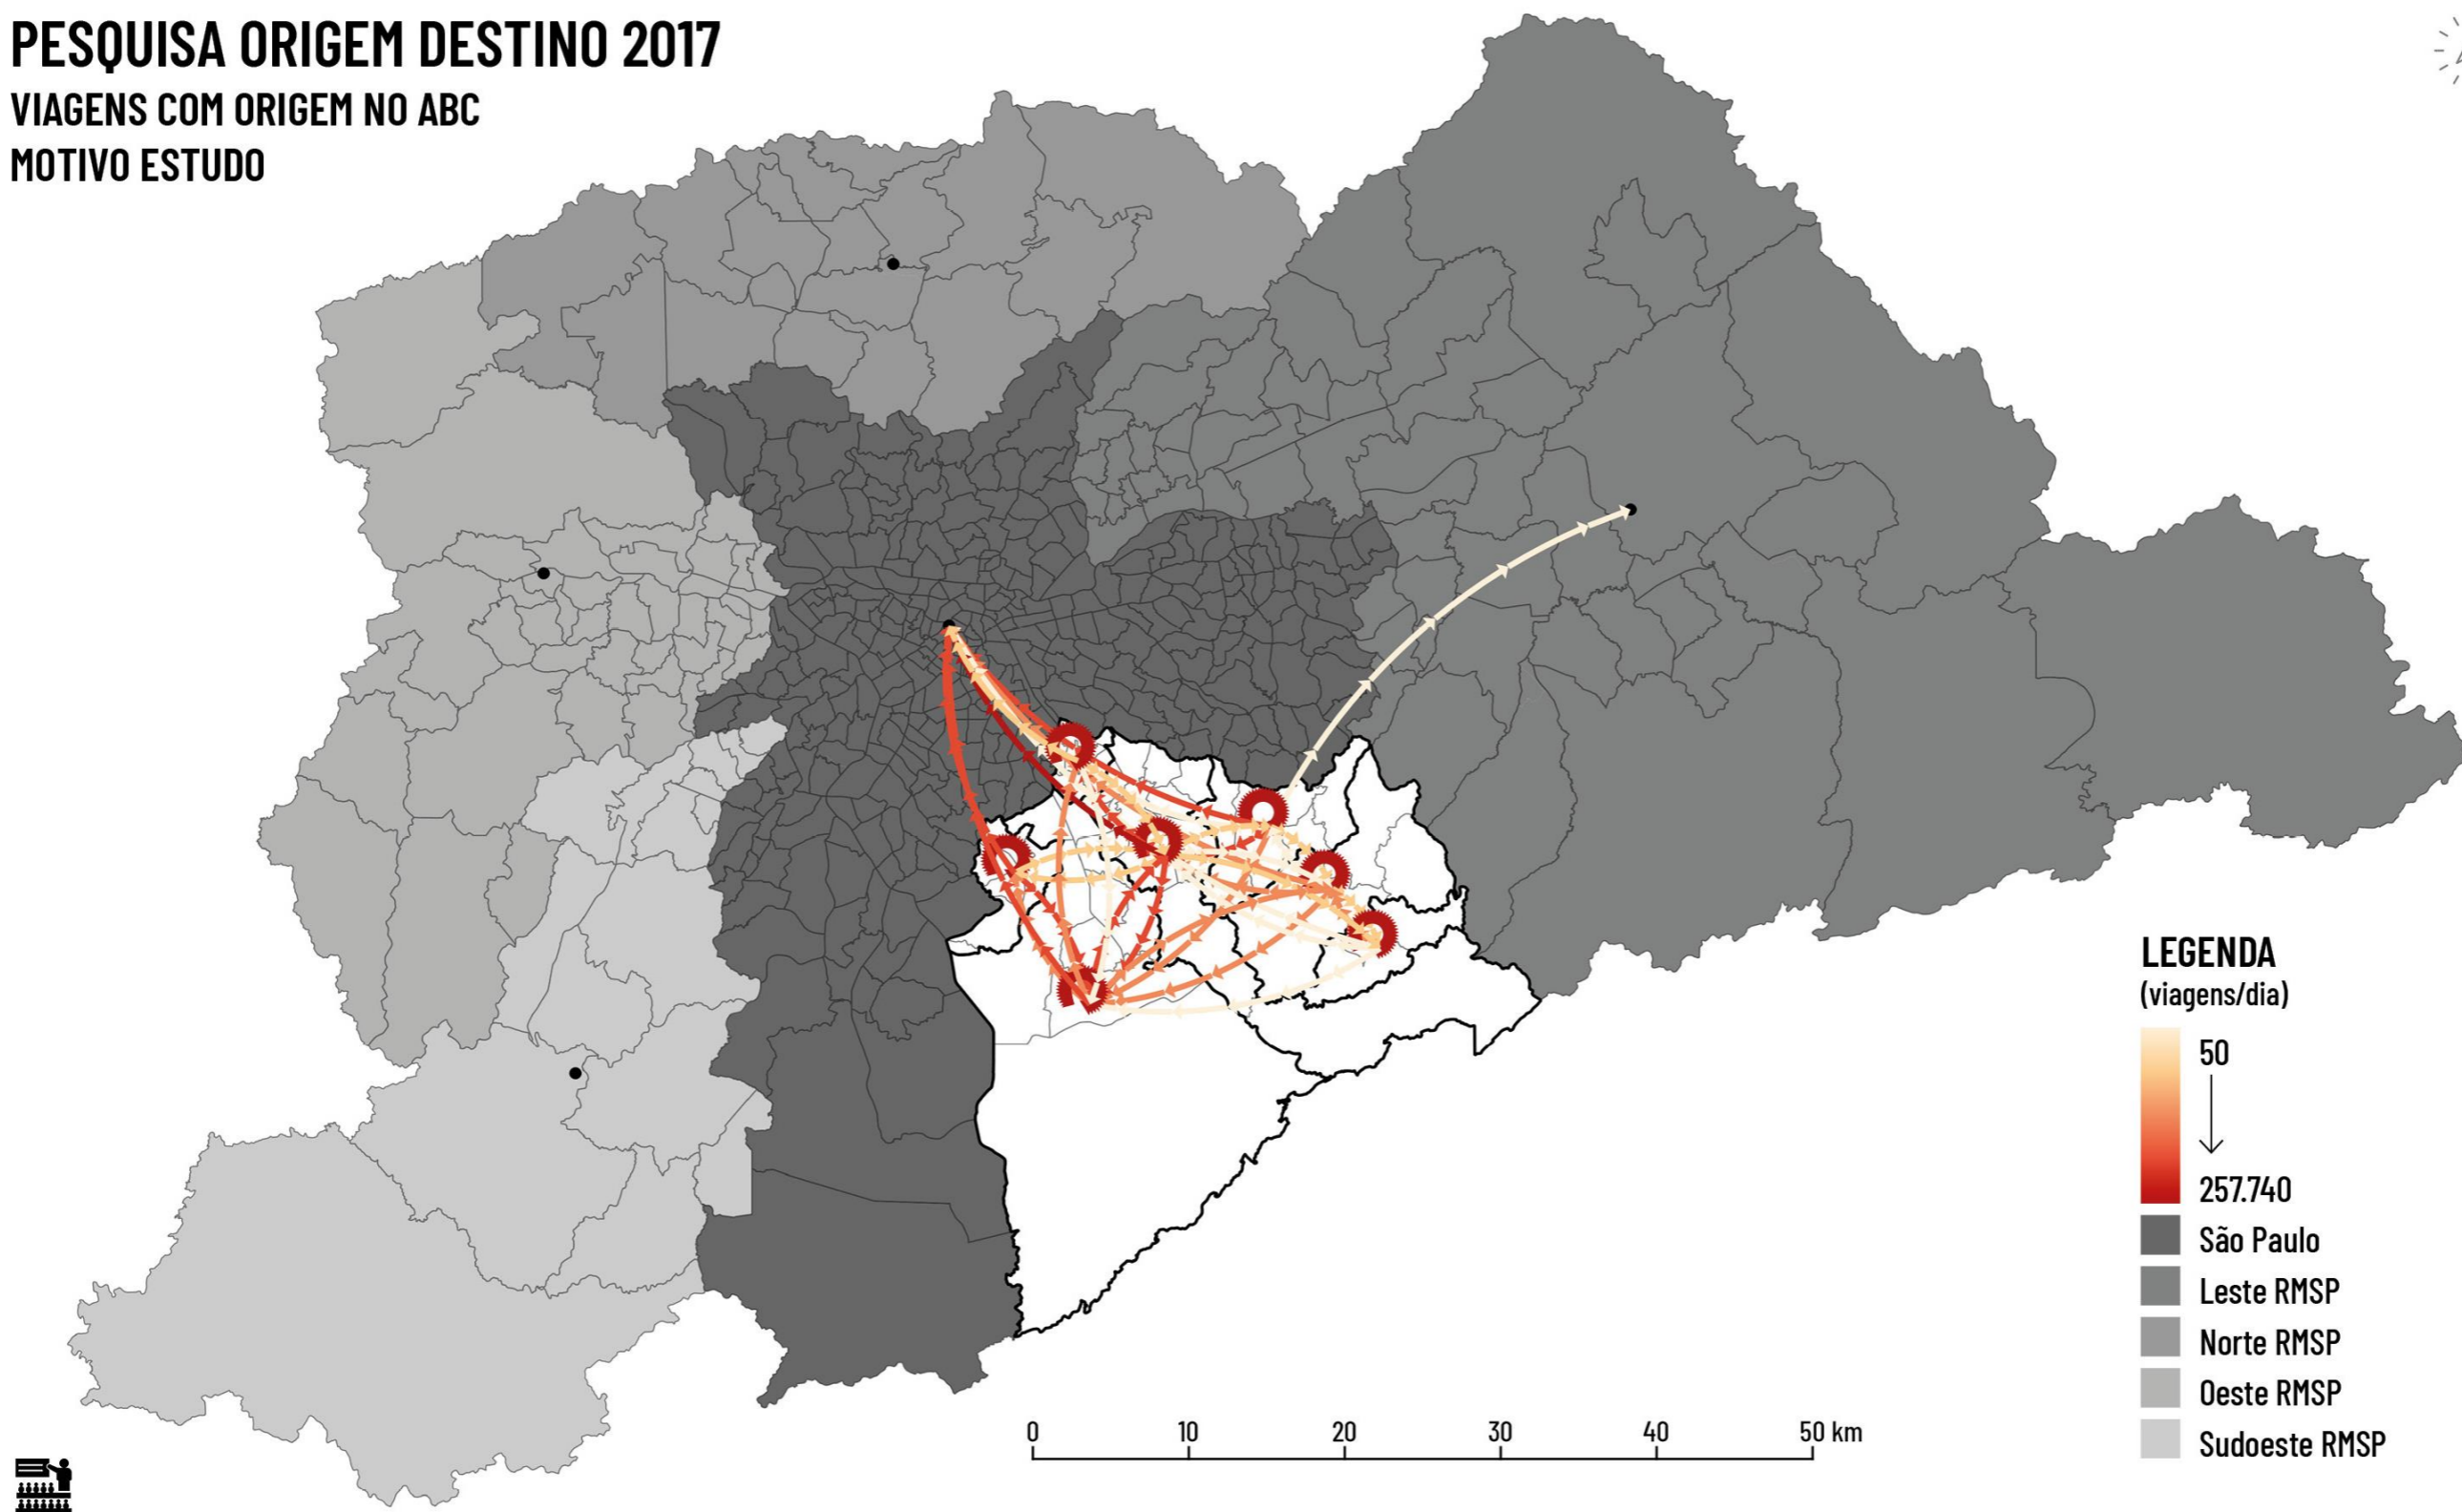 PESQUISA ORIGEM DESTINO 2017
VIAGENS COM ORIGEM NO ABC
MOTIVO ESTUDO
LEGENDA
(viagens/dia)
50
257.740
São Paulo
Leste RMSP
Norte RMSP
Oeste RMSP
Sudoeste RMSP
0 10 20 30 40 50 km